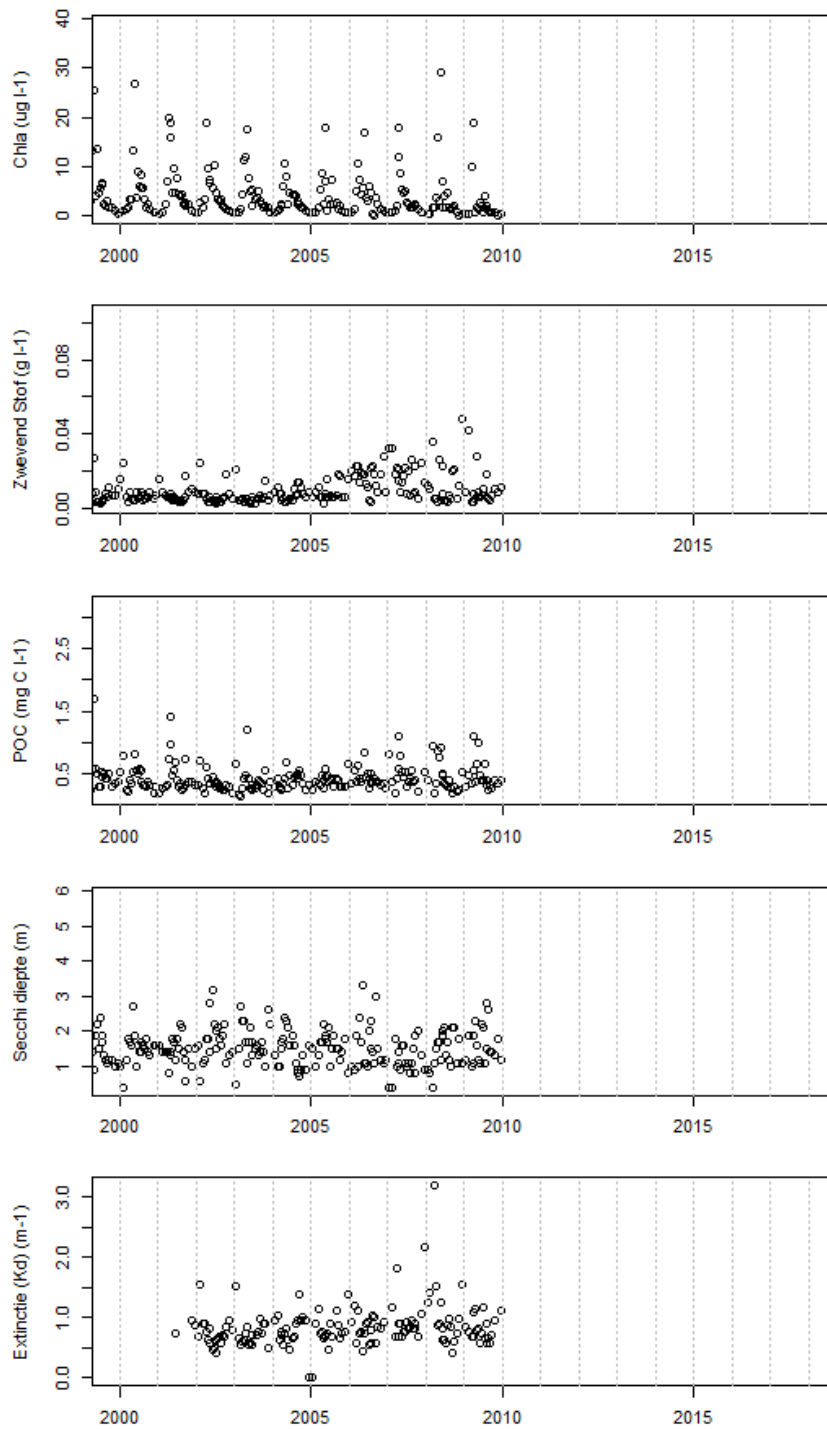 Chla (ug l-1)
40
30
20
10
0
2000 2005 2010 2015
Zwevend Stof (g l-1)
0.08
0.04
0.00
2000 2005 2010 2015
POC (mg C l-1)
2.5
1.5
0.5
2000 2005 2010 2015
Secchi diepte (m)
6
5
4
3
2
1
2000 2005 2010 2015
Extinctie (Kd) (m-1)
3.0
2.0
1.0
0.0
2000 2005 2010 2015